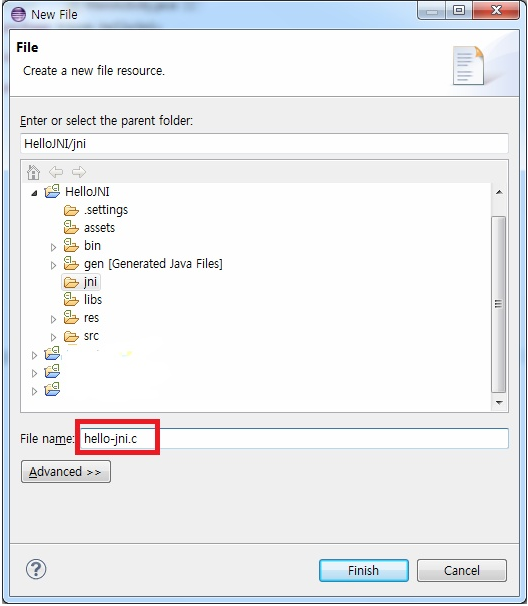 New File
File
Create a new file resource.
Enter or select the parent folder:
HelloJNI/jni
HelloJNI
.settings
assets
bin
gen [Generated Java Files]
jni
libs
res
src
File name:
hello-jni.c
Advanced >>
Finish
Cancel